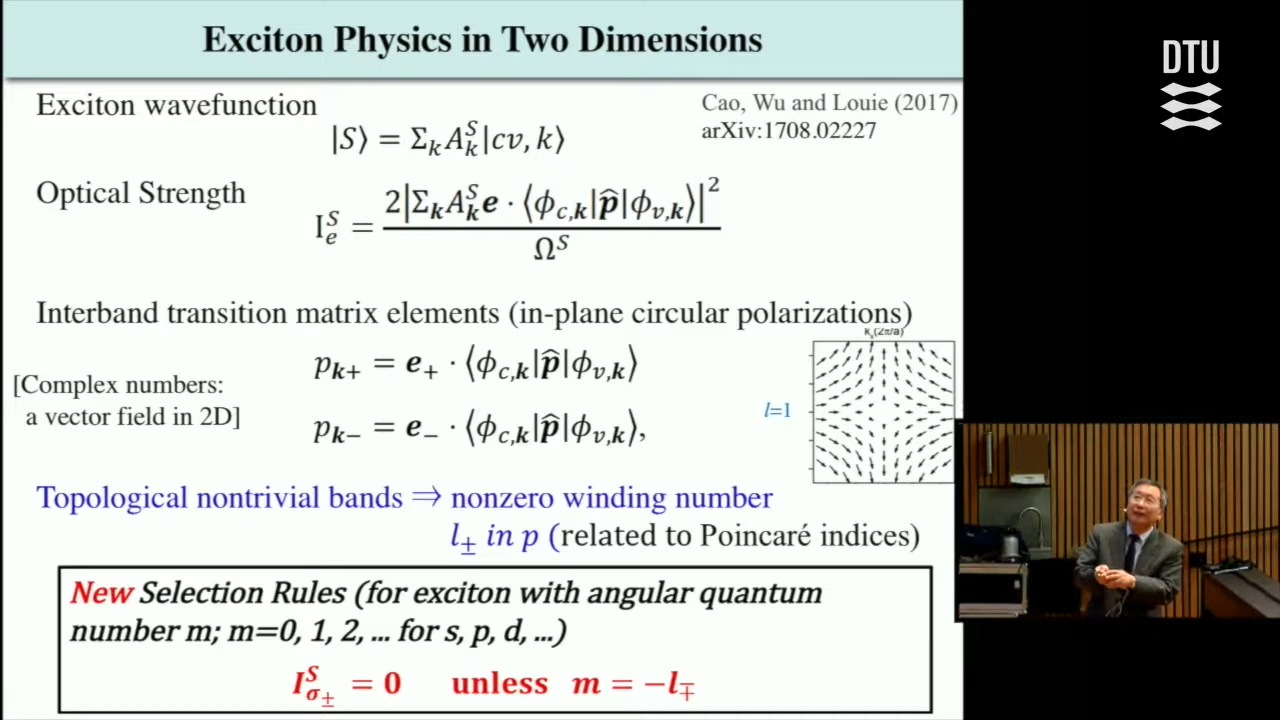 Exciton Physics in Two Dimensions
DTU
Exciton wavefunction
Cao, Wu and Louie (2017)
arXiv:1708.02227
|S⟩ = Σ_k A_k^S |cv, k⟩
Optical Strength
I_e^S = 2|Σ_k A_k^S e · ⟨ϕ_{c,k}|p̂|ϕ_{v,k}⟩|² / Ω^S
Interband transition matrix elements (in-plane circular polarizations)
k_x(2π/a)
p_{k+} = e_+ · ⟨ϕ_{c,k}|p̂|ϕ_{v,k}⟩
[Complex numbers:
a vector field in 2D]
l=1
p_{k−} = e_− · ⟨ϕ_{c,k}|p̂|ϕ_{v,k}⟩,
Topological nontrivial bands ⇒ nonzero winding number
l_± in p (related to Poincaré indices)
New Selection Rules (for exciton with angular quantum
number m; m=0, 1, 2, ... for s, p, d, ...)
I_{σ±}^S = 0 unless m = −l_∓